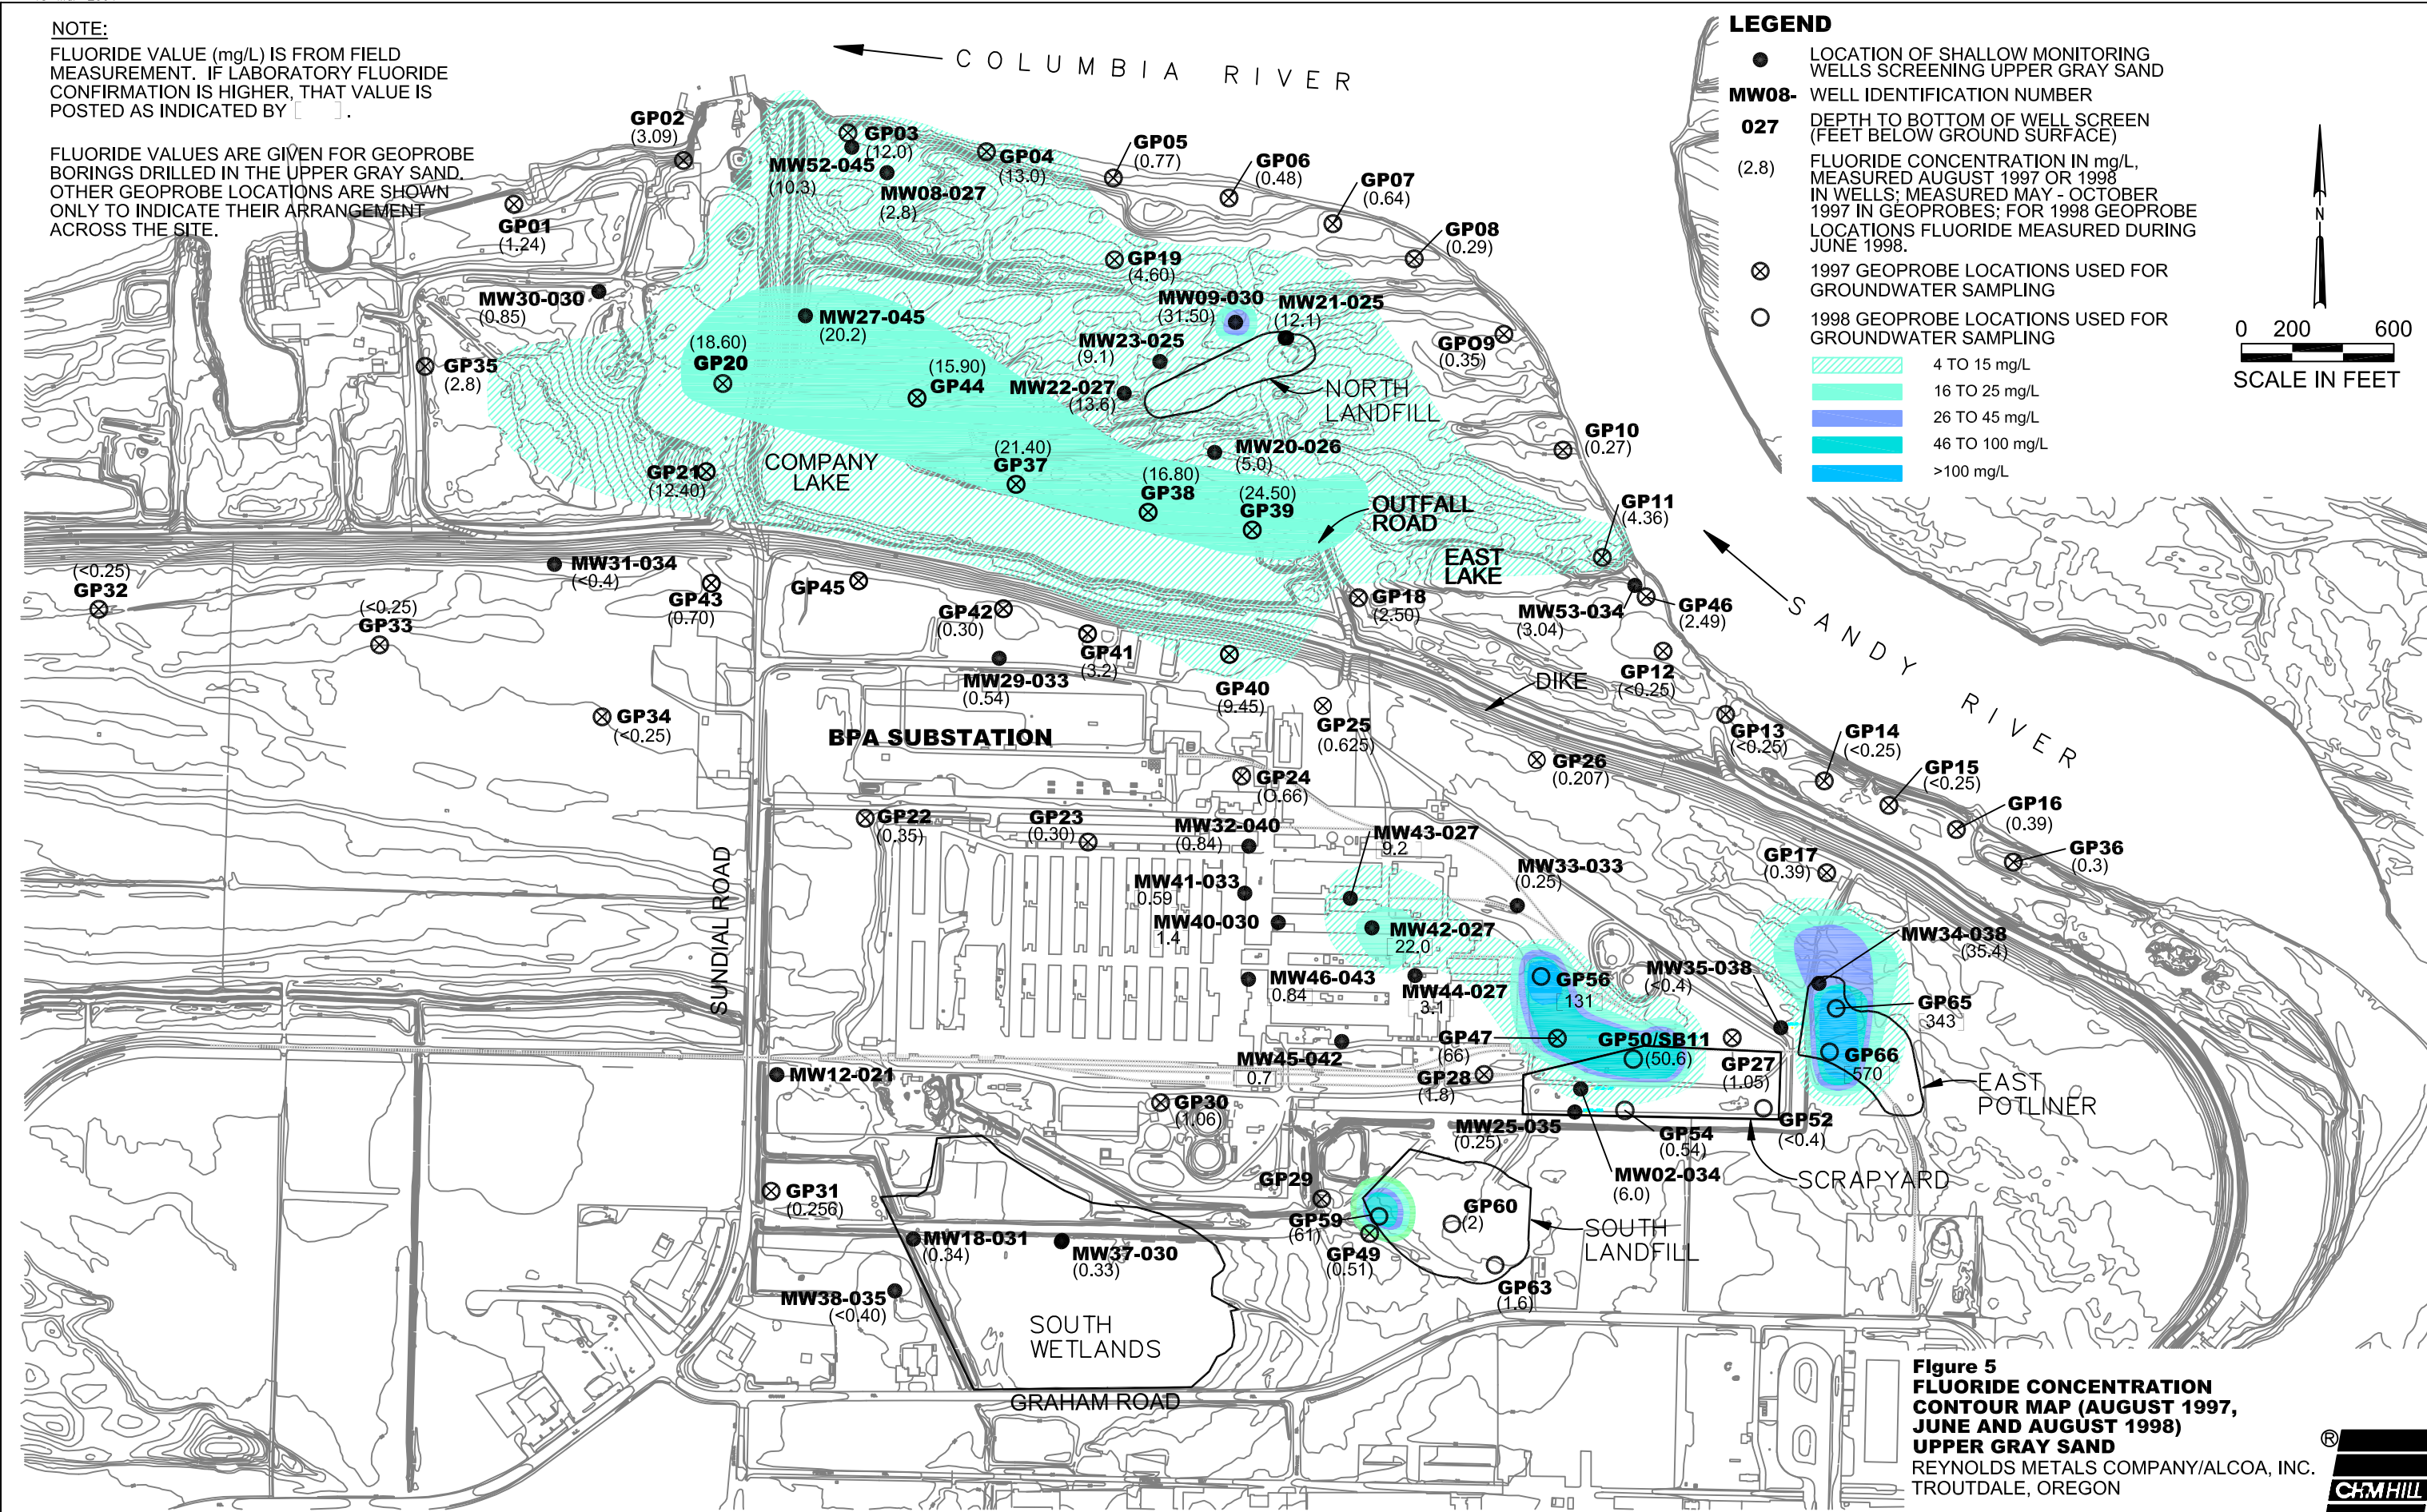 NOTE:
FLUORIDE VALUE (mg/L) IS FROM FIELD
MEASUREMENT. IF LABORATORY FLUORIDE
CONFIRMATION IS HIGHER, THAT VALUE IS
POSTED AS INDICATED BY [ ] .
FLUORIDE VALUES ARE GIVEN FOR GEOPROBE
BORINGS DRILLED IN THE UPPER GRAY SAND.
OTHER GEOPROBE LOCATIONS ARE SHOWN
ONLY TO INDICATE THEIR ARRANGEMENT
ACROSS THE SITE.
COLUMBIA RIVER
LEGEND
LOCATION OF SHALLOW MONITORING
WELLS SCREENING UPPER GRAY SAND
MW08- WELL IDENTIFICATION NUMBER
027 DEPTH TO BOTTOM OF WELL SCREEN
(FEET BELOW GROUND SURFACE)
(2.8) FLUORIDE CONCENTRATION IN mg/L,
MEASURED AUGUST 1997 OR 1998
IN WELLS; MEASURED MAY - OCTOBER
1997 IN GEOPROBES; FOR 1998 GEOPROBE
LOCATIONS FLUORIDE MEASURED DURING
JUNE 1998.
1997 GEOPROBE LOCATIONS USED FOR
GROUNDWATER SAMPLING
1998 GEOPROBE LOCATIONS USED FOR
GROUNDWATER SAMPLING
4 TO 15 mg/L
16 TO 25 mg/L
26 TO 45 mg/L
46 TO 100 mg/L
>100 mg/L
N
0 200 600
SCALE IN FEET
GP02
(3.09)
GP03
(12.0)
MW52-045
(10.3)
MW08-027
(2.8)
GP04
(13.0)
GP05
(0.77)
GP06
(0.48)
GP07
(0.64)
GP08
(0.29)
GP01
(1.24)
GP19
(4.60)
MW30-030
(0.85)
MW27-045
(20.2)
MW09-030
(31.50)
MW21-025
(12.1)
GPO9
(0.35)
GP35
(2.8)
(18.60)
GP20
(15.90)
GP44
MW23-025
(9.1)
MW22-027
(13.6)
NORTH
LANDFILL
GP10
(0.27)
GP21
(12.40)
COMPANY
LAKE
(21.40)
GP37
MW20-026
(5.0)
(16.80)
GP38
(24.50)
GP39
OUTFALL
ROAD
GP11
(4.36)
EAST
LAKE
(<0.25)
GP32
MW31-034
(<0.4)
(<0.25)
GP33
GP43
(0.70)
GP45
GP42
(0.30)
GP41
(3.2)
MW29-033
(0.54)
GP18
(2.50)
MW53-034
(3.04)
GP46
(2.49)
SANDY RIVER
GP12
(<0.25)
DIKE
GP40
(9.45)
GP25
(0.625)
GP34
(<0.25)
BPA SUBSTATION
GP13
(<0.25)
GP14
(<0.25)
GP26
(0.207)
GP24
(0.66)
GP15
(<0.25)
GP16
(0.39)
GP22
(0.35)
GP23
(0.30)
MW32-040
(0.84)
MW43-027
9.2
GP36
(0.3)
GP17
(0.39)
MW33-033
(0.25)
MW41-033
0.59
MW40-030
1.4
MW42-027
22.0
MW34-038
(35.4)
SUNDIAL ROAD
MW46-043
0.84
MW44-027
3.1
GP56
131
MW35-038
(<0.4)
GP65
343
GP47
(66)
GP50/SB11
(50.6)
MW45-042
0.7
GP28
(1.8)
GP27
(1.05)
GP66
570
MW12-021
EAST
POTLINER
GP30
(1.06)
MW25-035
(0.25)
GP54
(0.54)
GP52
(<0.4)
MW02-034
(6.0)
SCRAPYARD
GP31
(0.256)
GP29
GP59
(61)
GP60
(2)
SOUTH
LANDFILL
MW18-031
(0.34)
MW37-030
(0.33)
GP49
(0.51)
GP63
(1.6)
MW38-035
(<0.40)
SOUTH
WETLANDS
GRAHAM ROAD
Figure 5
FLUORIDE CONCENTRATION
CONTOUR MAP (AUGUST 1997,
JUNE AND AUGUST 1998)
UPPER GRAY SAND
REYNOLDS METALS COMPANY/ALCOA, INC.
TROUTDALE, OREGON
®
CH2MHILL